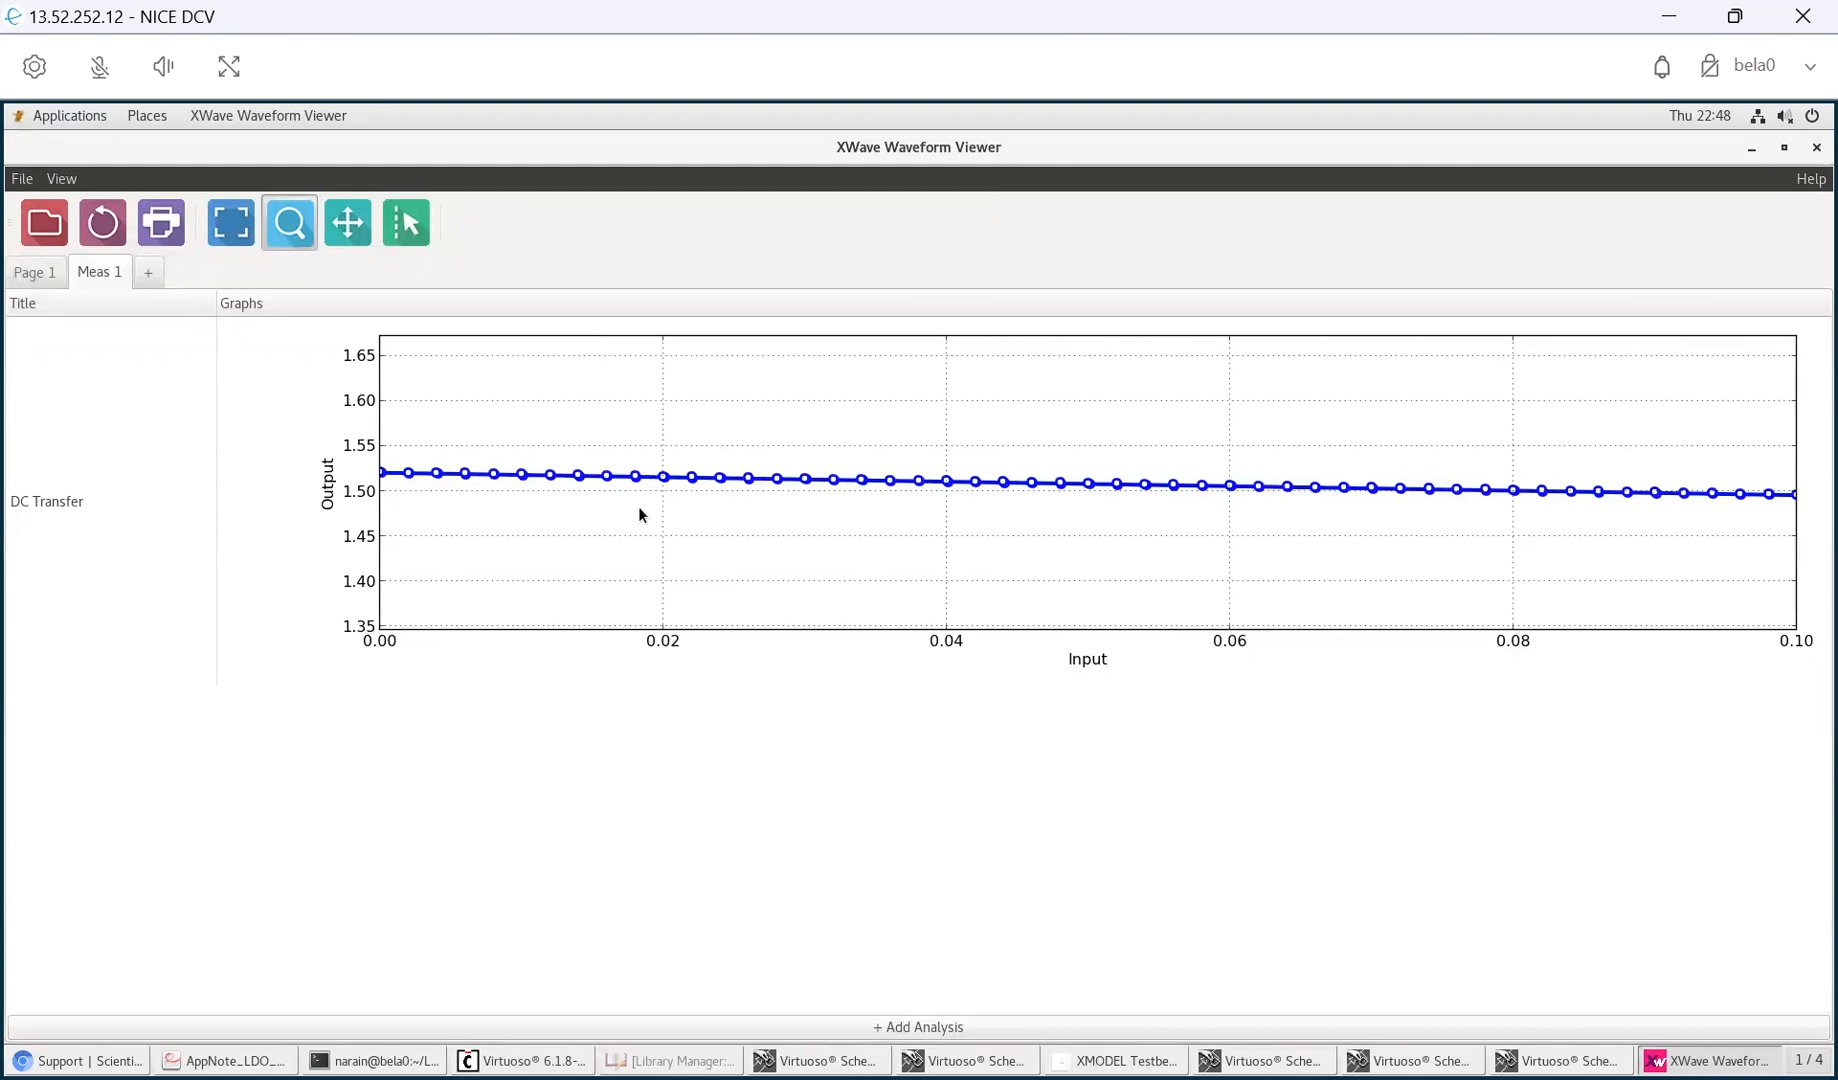 13.52.252.12 - NICE DCV
bela0
Applications Places XWave Waveform Viewer Thu 22:48
XWave Waveform Viewer
File View Help
Page 1 Meas 1 +
Title Graphs
DC Transfer
Output
1.65
1.60
1.55
1.50
1.45
1.40
1.35
0.00 0.02 0.04 0.06 0.08 0.10
Input
+ Add Analysis
Support | Scienti... AppNote_LDO_... narain@bela0:~/L... Virtuoso® 6.1.8-... [Library Manager:... Virtuoso® Sche... Virtuoso® Sche... XMODEL Testbe... Virtuoso® Sche... Virtuoso® Sche... Virtuoso® Sche... XWave Wavefor... 1 / 4